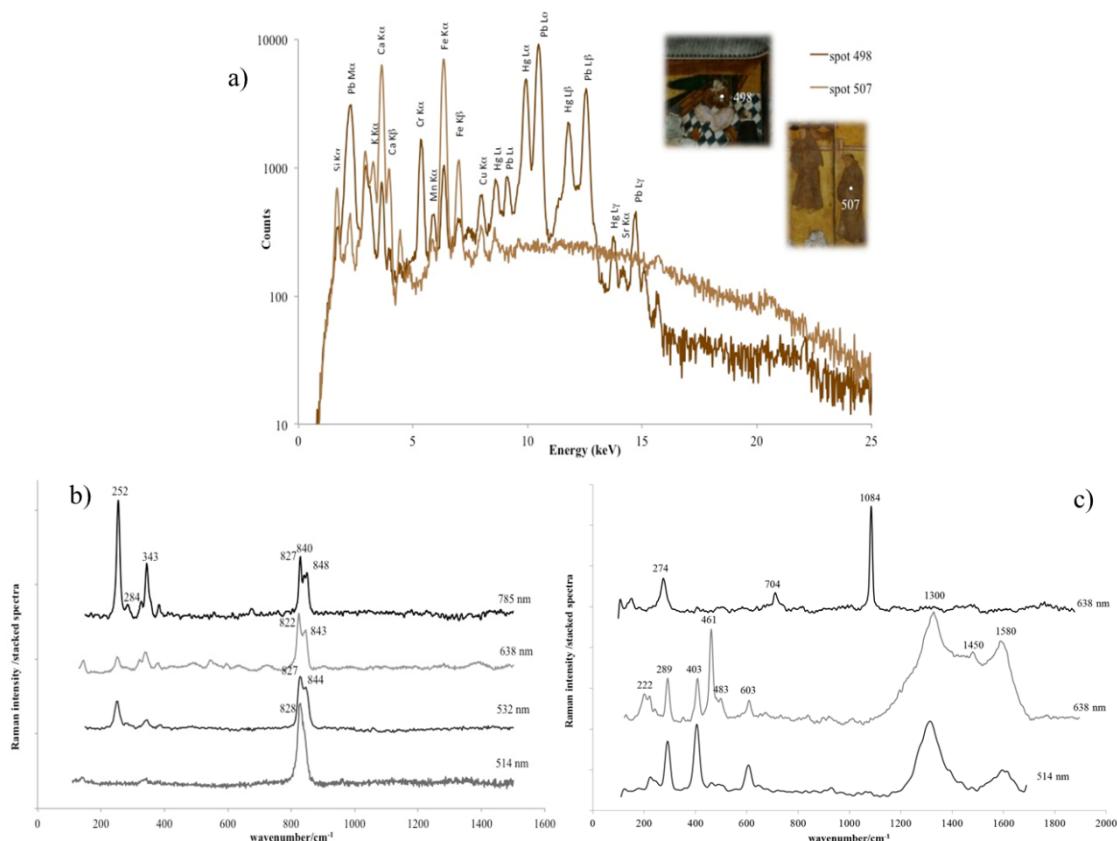 a)
10000
1000
100
10
Counts
0
5
10
15
20
25
Energy (keV)
Si Kα
Pb Mα
K Kα
Ca Kα
Ca Kβ
Cr Kα
Mn Kα
Fe Kα
Fe Kβ
Cu Kα
Hg Lι
Pb Lι
Hg Lα
Pb Lα
Hg Lβ
Pb Lβ
Hg Lγ
Sr Kα
Pb Lγ
498
507
spot 498
spot 507
b)
Raman intensity /stacked spectra
252
284
343
827
840
848
785 nm
822
843
638 nm
827
844
532 nm
828
514 nm
0
200
400
600
800
1000
1200
1400
1600
wavenumber/cm⁻¹
c)
Raman intensity /stacked spectra
274
704
1084
638 nm
222
289
403
461
483
603
1300
1450
1580
638 nm
514 nm
0
200
400
600
800
1000
1200
1400
1600
1800
2000
wavenumber/cm⁻¹